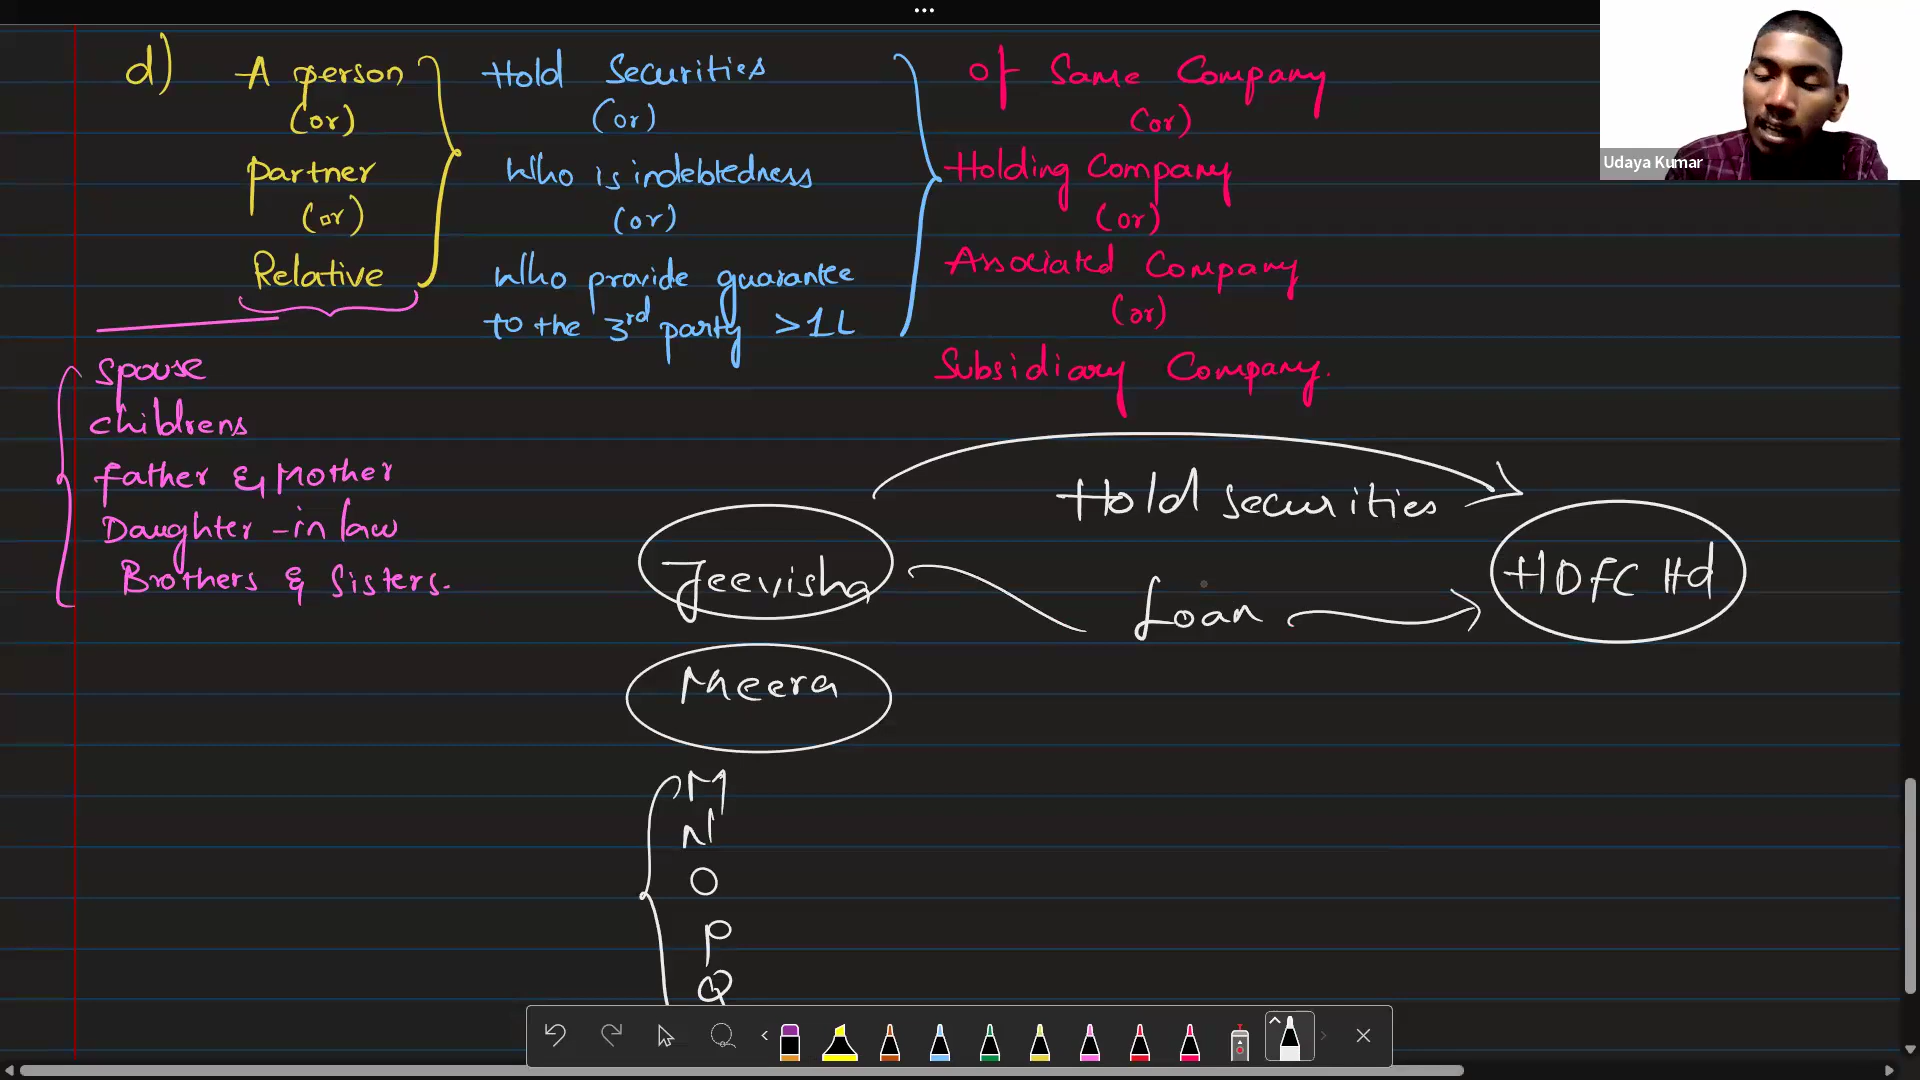 ...
Udaya Kumar
d) A person Hold Securities of Same Company
(or) (or) (or)
partner Who is indebtedness Holding Company
(or) (or) (or)
Relative Who provide guarantee Associated Company
to the 3rd party >1L (or)
Spouse Subsidiary Company.
childrens
father & Mother
Hold securities
Daughter -in law
Brothers & Sisters.
Jeevisha Loan HDFC ltd
Meera
M
N
O
P
Q